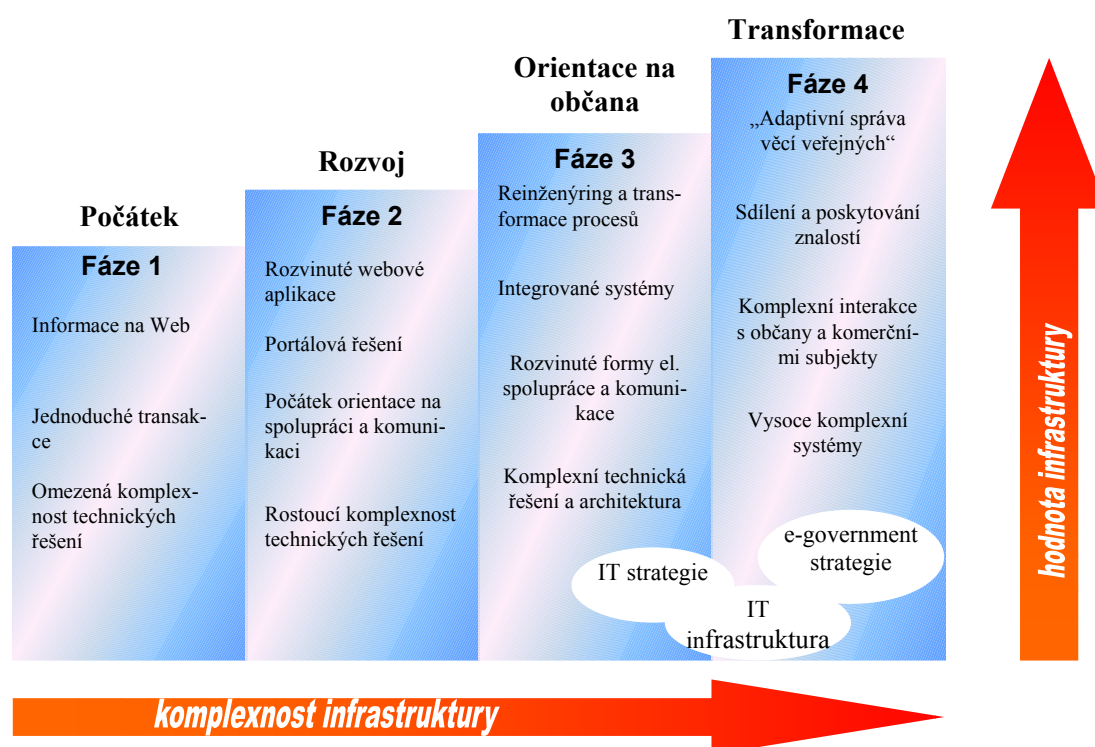 Počátek
Fáze 1
Informace na Web
Jednoduché transak-
ce
Omezená komplex-
nost technických
řešení
Rozvoj
Fáze 2
Rozvinuté webové
aplikace
Portálová řešení
Počátek orientace na
spolupráci a komuni-
kaci
Rostoucí komplexnost
technických řešení
Orientace na
občana
Fáze 3
Reinženýring a trans-
formace procesů
Integrované systémy
Rozvinuté formy el.
spolupráce a komuni-
kace
Komplexní technická
řešení a architektura
Transformace
Fáze 4
„Adaptivní správa
věcí veřejných“
Sdílení a poskytování
znalostí
Komplexní interakce
s občany a komerční-
mi subjekty
Vysoce komplexní
systémy
e-government
strategie
IT strategie
IT
infrastruktura
hodnota infrastruktury
komplexnost infrastruktury